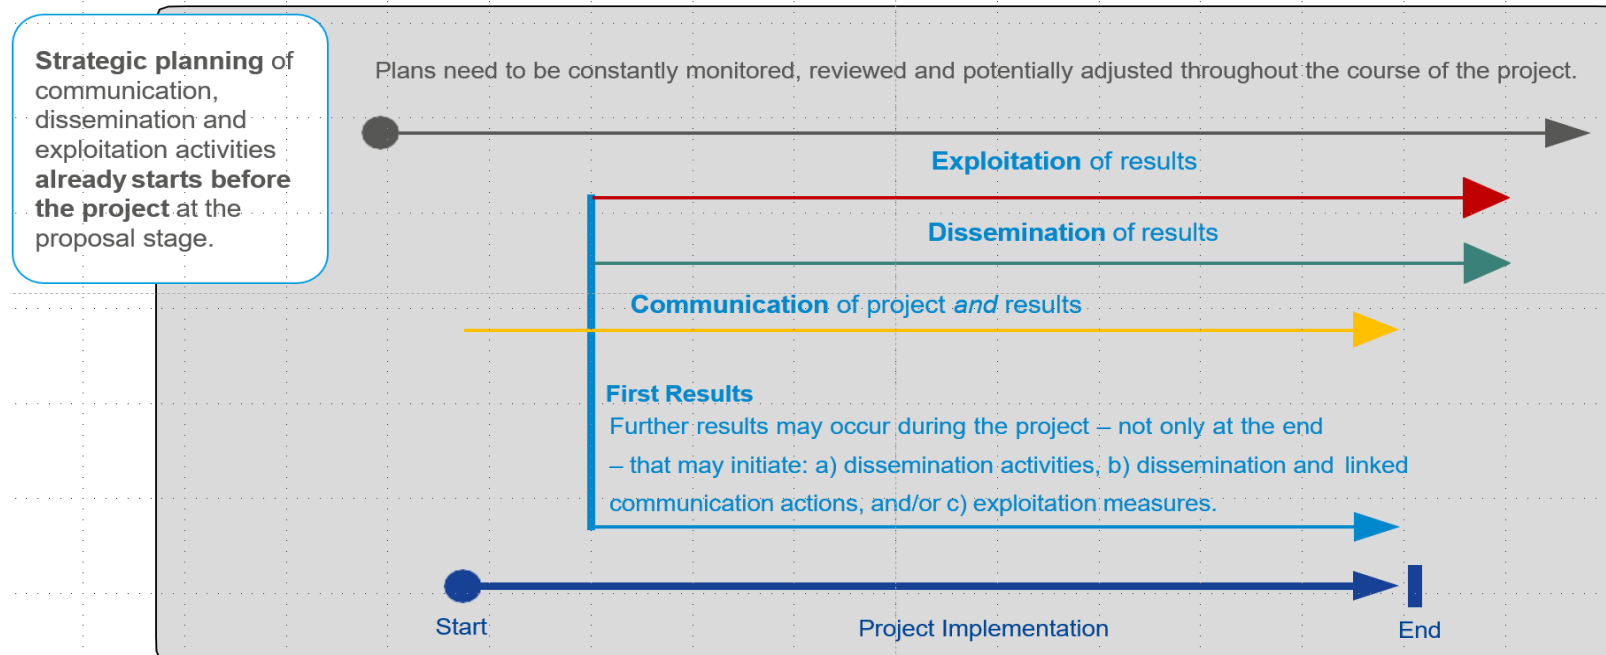 Strategic planning of
communication,
dissemination and
exploitation activities
already starts before
the project at the
proposal stage.
Plans need to be constantly monitored, reviewed and potentially adjusted throughout the course of the project.
Exploitation of results
Dissemination of results
Communication of project and results
First Results
Further results may occur during the project – not only at the end
– that may initiate: a) dissemination activities, b) dissemination and linked
communication actions, and/or c) exploitation measures.
Start
Project Implementation
End